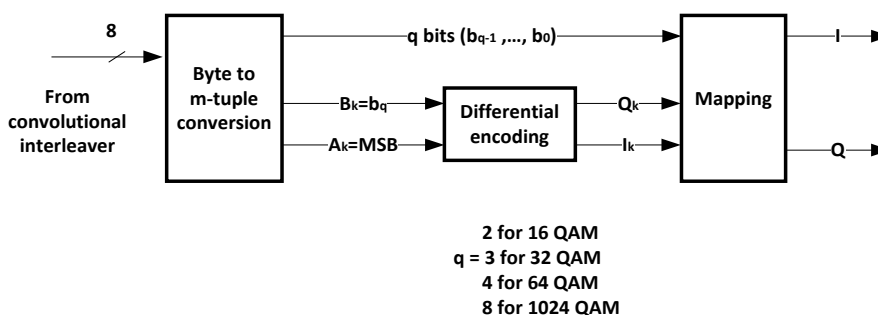 8
From
convolutional
interleaver
Byte to
m-tuple
conversion
q bits (bq-1 ,..., b0)
Bk=bq
Ak=MSB
Differential
encoding
Qk
Ik
Mapping
I
Q
2 for 16 QAM
q = 3 for 32 QAM
4 for 64 QAM
8 for 1024 QAM